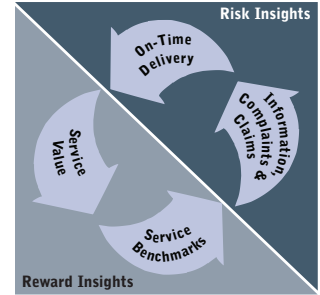 Risk Insights
On-Time
Delivery
Information,
Complaints &
Claims
Service
Value
Service
Benchmarks
Reward Insights